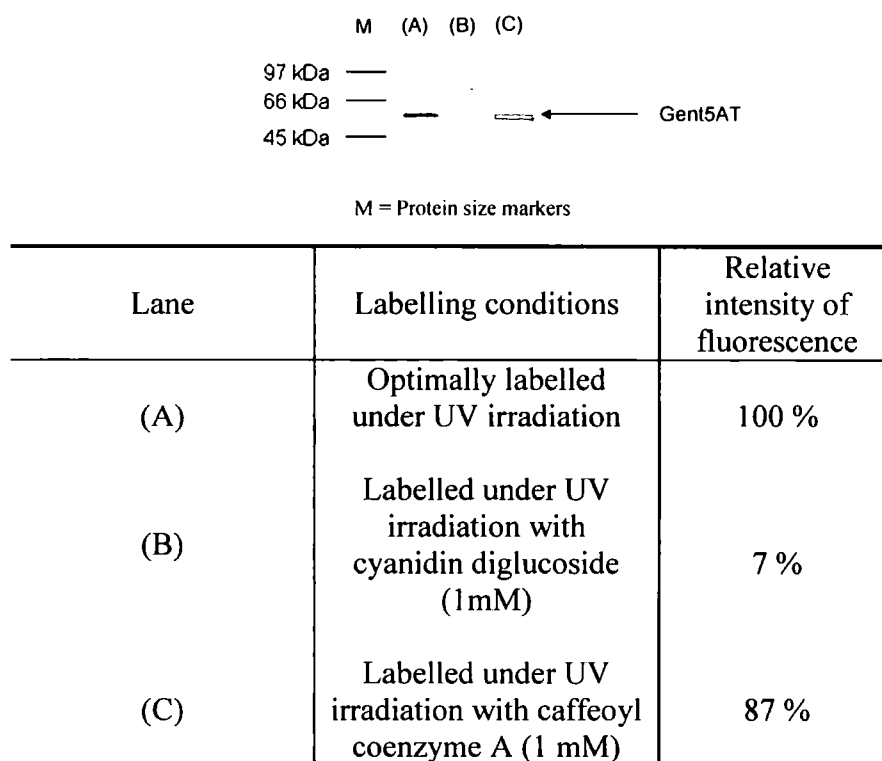 M (A) (B) (C)
97 kDa
66 kDa
Gent5AT
45 kDa
M = Protein size markers
Lane
Labelling conditions
Relative
intensity of
fluorescence
(A)
Optimally labelled
under UV irradiation
100 %
(B)
Labelled under UV
irradiation with
cyanidin diglucoside
(1mM)
7 %
(C)
Labelled under UV
irradiation with caffeoyl
coenzyme A (1 mM)
87 %